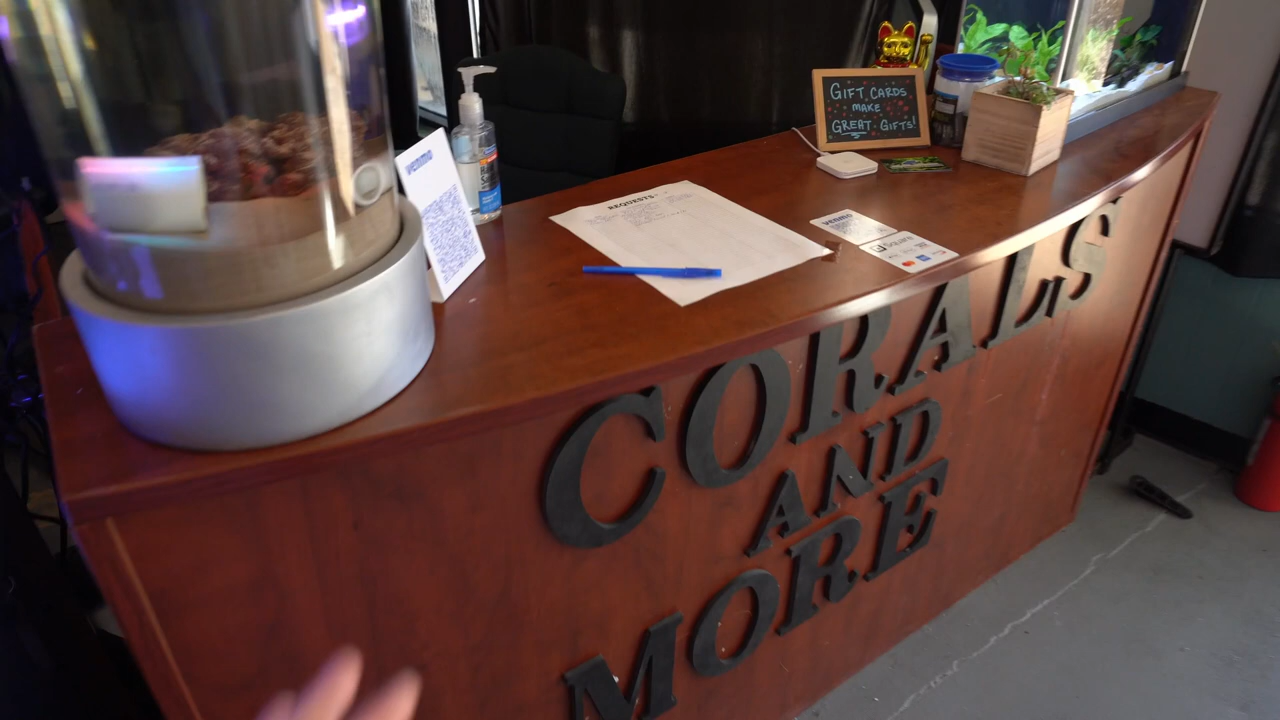 venmo
GIFT CARDS
MAKE
GREAT GIFTS!
REQUESTS
venmo
Square
CORALS
AND
MORE